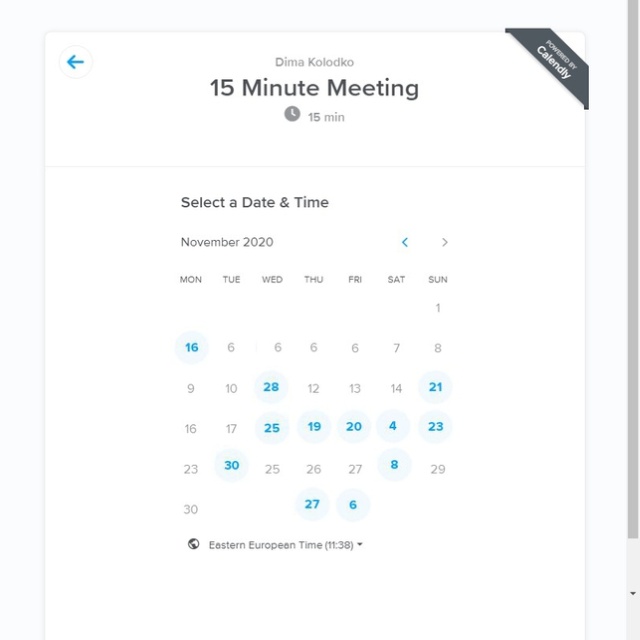 POWERED BY
Calendly
Dima Kolodko
15 Minute Meeting
15 min
Select a Date & Time
November 2020
MON TUE WED THU FRI SAT SUN
1
16 6 6 6 6 7 8
9 10 28 12 13 14 21
16 17 25 19 20 4 23
23 30 25 26 27 8 29
30 27 6
Eastern European Time (11:38)